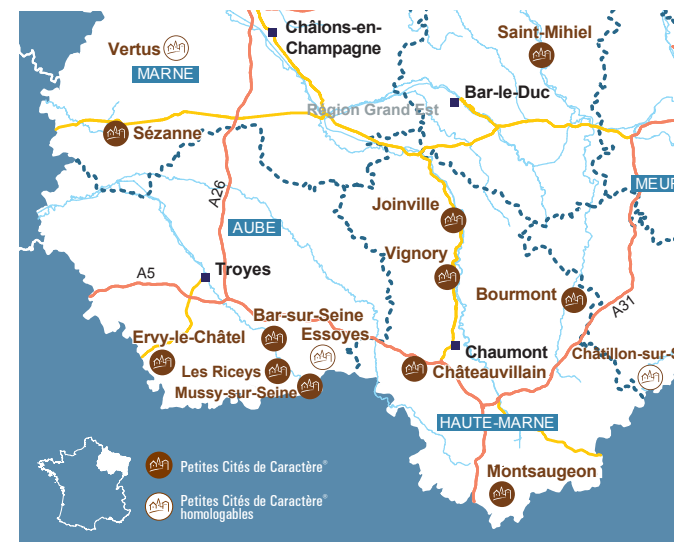 Châlons-en-
Champagne
Saint-Mihiel
Vertus
MARNE
Bar-le-Duc
Région Grand Est
Sézanne
MEUR
A26
Joinville
AUBE
Vignory
A5
Troyes
Bourmont
A31
Bar-sur-Seine
Ervy-le-Châtel
Essoyes
Chaumont
Châtillon-sur-S
Les Riceys
Châteauvillain
Mussy-sur-Seine
HAUTE-MARNE
Petites Cités de Caractère®
Montsaugeon
Petites Cités de Caractère®
homologables